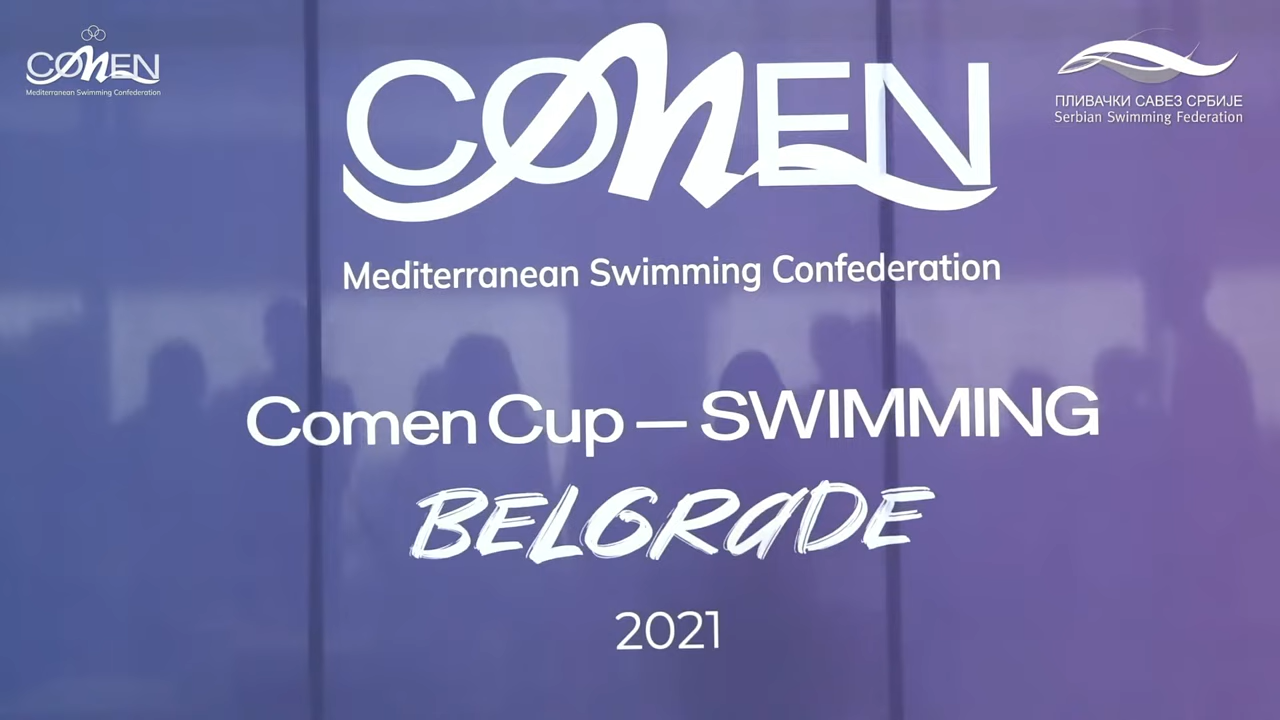 COMEN
Mediterranean Swimming Confederation
COMEN
Mediterranean Swimming Confederation
ПЛИВАЧКИ САВЕЗ СРБИЈЕ
Serbian Swimming Federation
Comen Cup — SWIMMING
BELGRADE
2021